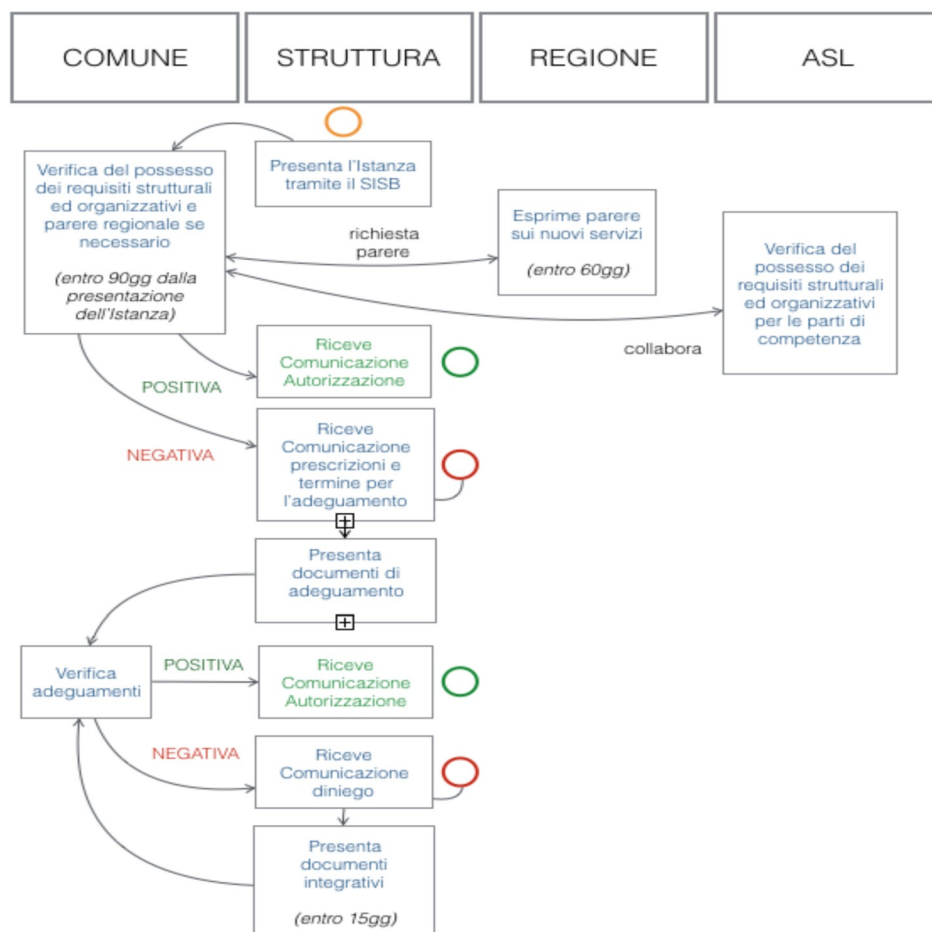 COMUNE
STRUTTURA
REGIONE
ASL
Presenta l'Istanza
tramite il SISB
Verifica del possesso
dei requisiti strutturali
ed organizzativi e
parere regionale se
necessario
(entro 90gg dalla
presentazione
dell'Istanza)
richiesta
parere
Esprime parere
sui nuovi servizi
(entro 60gg)
Verifica del
possesso dei
requisiti strutturali
ed organizzativi
per le parti di
competenza
collabora
Riceve
Comunicazione
Autorizzazione
POSITIVA
NEGATIVA
Riceve
Comunicazione
prescrizioni e
termine per
l'adeguamento
Presenta
documenti di
adeguamento
Verifica
adeguamenti
POSITIVA
Riceve
Comunicazione
Autorizzazione
NEGATIVA
Riceve
Comunicazione
diniego
Presenta
documenti
integrativi
(entro 15gg)